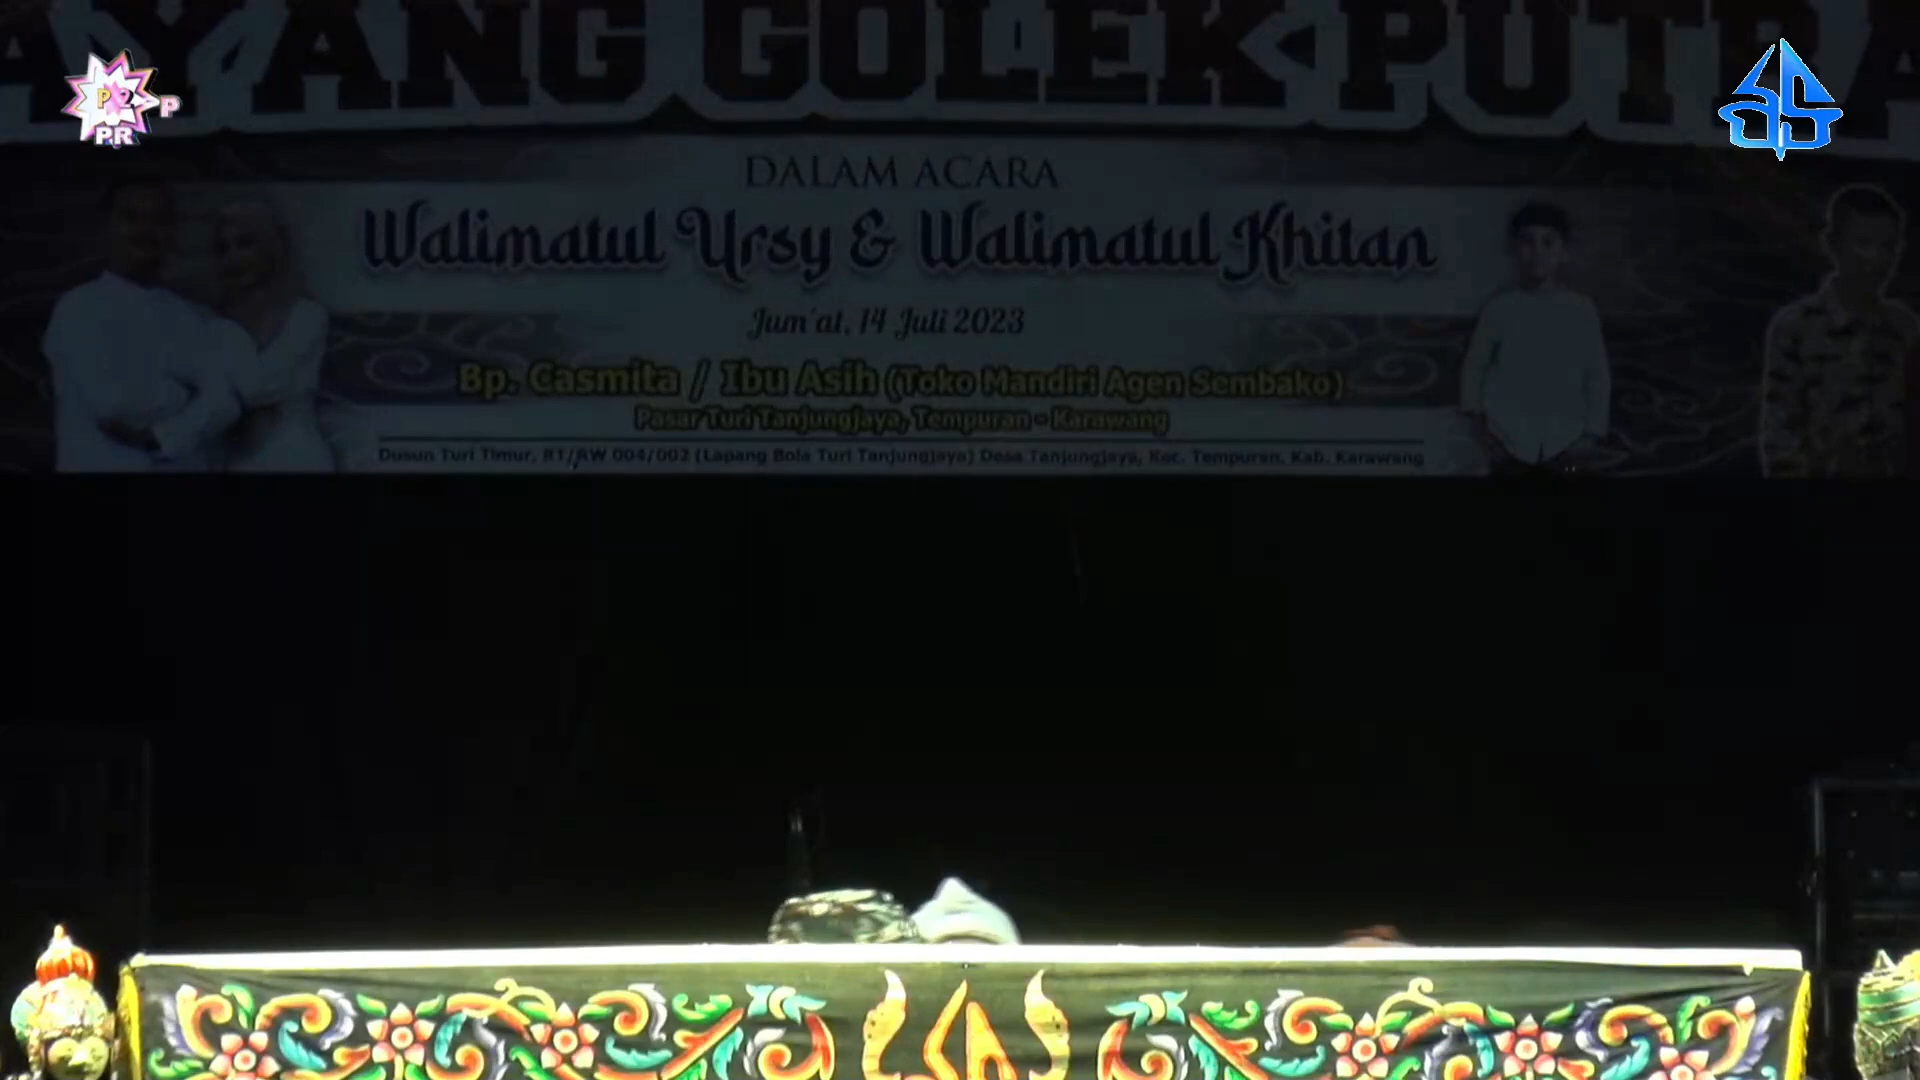 AYANG GOLEK PUTRA
P2
P
PR
DALAM ACARA
Walimatul Ursy & Walimatul Khitan
Jum'at, 14 Juli 2023
Bp. Casmita / Ibu Asih (Toko Mandiri Agen Sembako)
Pasar Turi Tanjungjaya, Tempuran - Karawang
Dusun Turi Timur, RT/RW 004/002 (Lapang Bola Turi Tanjungjaya) Desa Tanjungjaya, Kec. Tempuran, Kab. Karawang